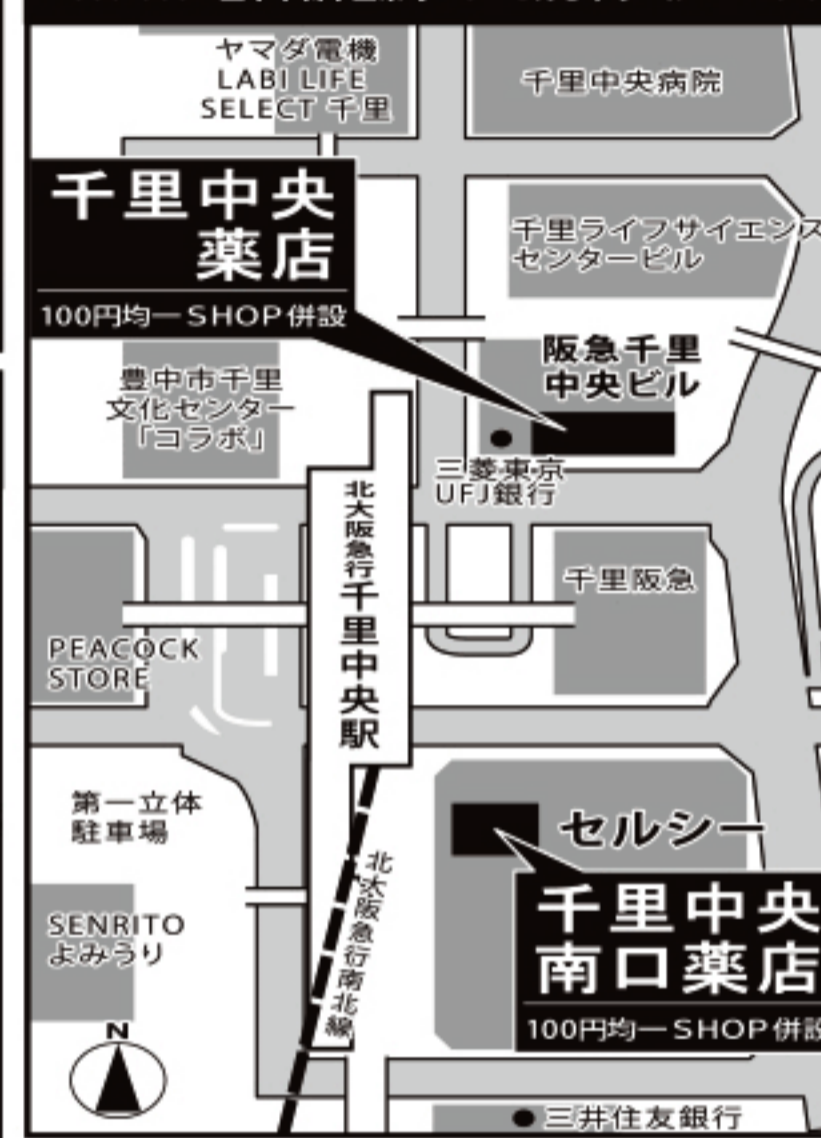 ヤマダ電機
LABI LIFE
SELECT 千里
千里中央病院
千里中央
薬店
100円均一SHOP併設
千里ライフサイエンス
センタービル
阪急千里
中央ビル
豊中市千里
文化センター
「コラボ」
三菱東京
UFJ銀行
北大阪急行千里中央駅
千里阪急
PEACOCK
STORE
第一立体
駐車場
セルシー
北大阪急行南北線
千里中央
南口薬店
100円均一SHOP併設
SENRITO
よみうり
N
三井住友銀行